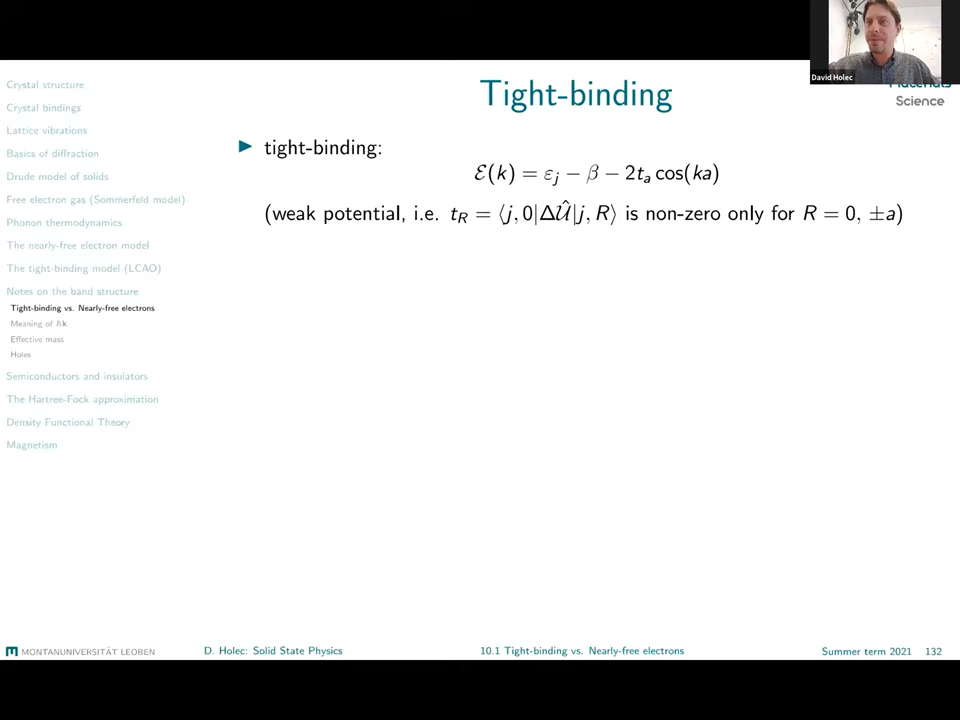 David Holec
Materials
Science
Crystal structure
Crystal bindings
Lattice vibrations
Basics of diffraction
Drude model of solids
Free electron gas (Sommerfeld model)
Phonon thermodynamics
The nearly-free electron model
The tight-binding model (LCAO)
Notes on the band structure
Tight-binding vs. Nearly-free electrons
Meaning of ℏk
Effective mass
Holes
Semiconductors and insulators
The Hartree-Fock approximation
Density Functional Theory
Magnetism
Tight-binding
▶ tight-binding:
ℰ(k) = εⱼ − β − 2tₐ cos(ka)
(weak potential, i.e. t_R = ⟨j, 0|Δ𝒰̂|j, R⟩ is non-zero only for R = 0, ±a)
MONTANUNIVERSITÄT LEOBEN
D. Holec: Solid State Physics
10.1 Tight-binding vs. Nearly-free electrons
Summer term 2021 132